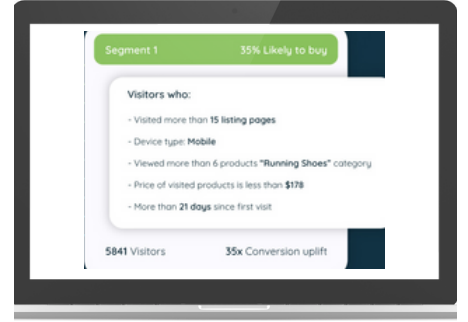 Segment 1 35% Likely to buy
Visitors who:
- Visited more than 15 listing pages
- Device type: Mobile
- Viewed more than 6 products "Running Shoes" category
- Price of visited products is less than $178
- More than 21 days since first visit
5841 Visitors 35x Conversion uplift